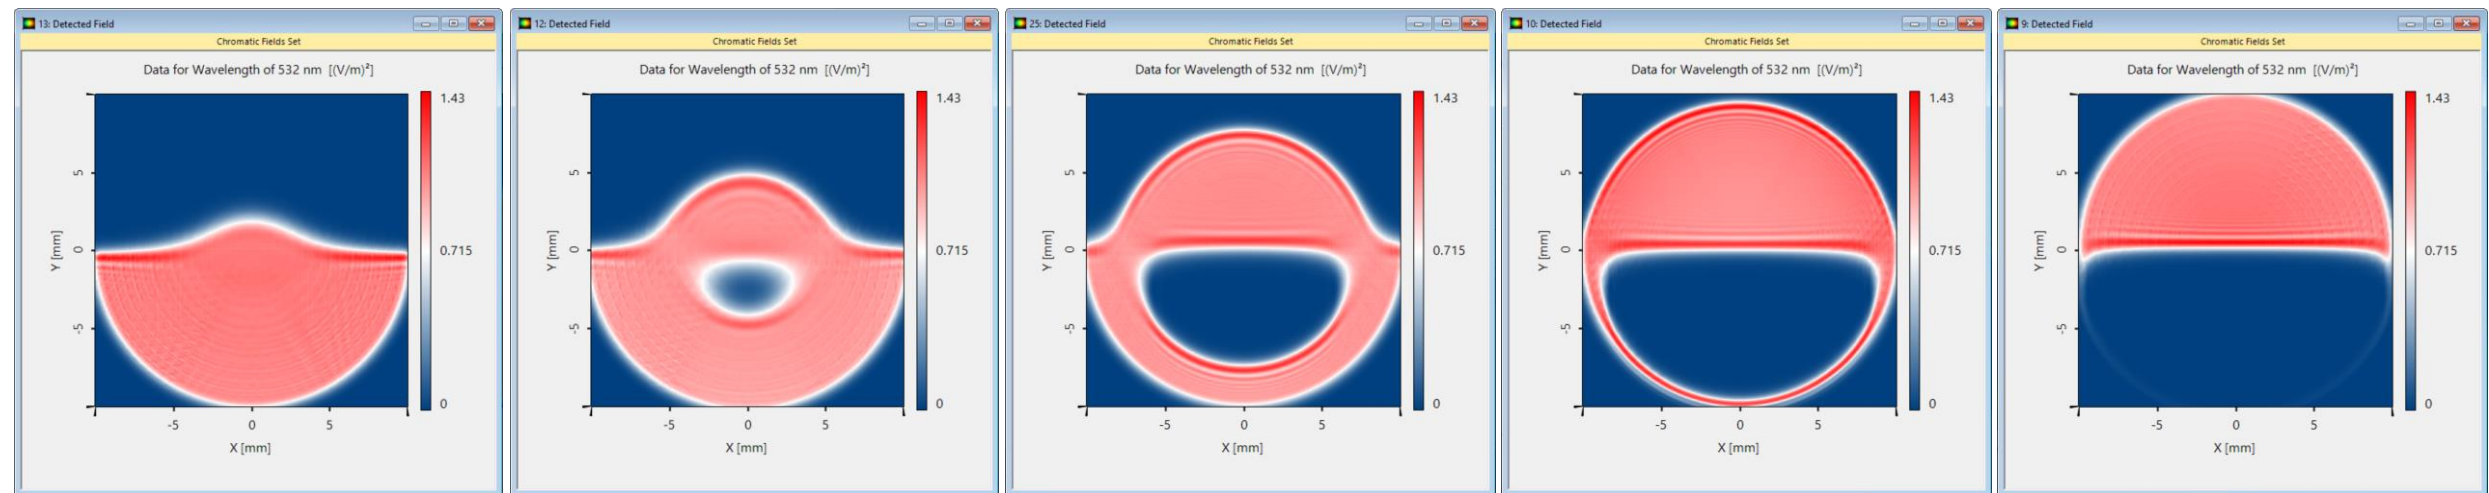 13: Detected Field
Chromatic Fields Set
Data for Wavelength of 532 nm [(V/m)²]
1.43
0.715
0
5
0
-5
Y [mm]
-5 0 5
X [mm]
12: Detected Field
Chromatic Fields Set
Data for Wavelength of 532 nm [(V/m)²]
1.43
0.715
0
5
0
-5
Y [mm]
-5 0 5
X [mm]
25: Detected Field
Chromatic Fields Set
Data for Wavelength of 532 nm [(V/m)²]
1.43
0.715
0
5
0
-5
Y [mm]
-5 0 5
X [mm]
10: Detected Field
Chromatic Fields Set
Data for Wavelength of 532 nm [(V/m)²]
1.43
0.715
0
5
0
-5
Y [mm]
-5 0 5
X [mm]
9: Detected Field
Chromatic Fields Set
Data for Wavelength of 532 nm [(V/m)²]
1.43
0.715
0
5
0
-5
Y [mm]
-5 0 5
X [mm]